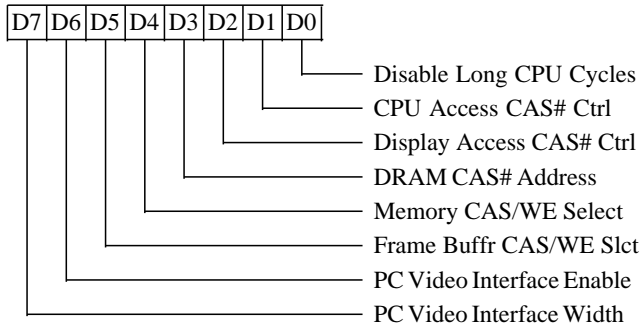 D7 D6 D5 D4 D3 D2 D1 D0
Disable Long CPU Cycles
CPU Access CAS# Ctrl
Display Access CAS# Ctrl
DRAM CAS# Address
Memory CAS/WE Select
Frame Buffr CAS/WE Slct
PC Video Interface Enable
PC Video Interface Width